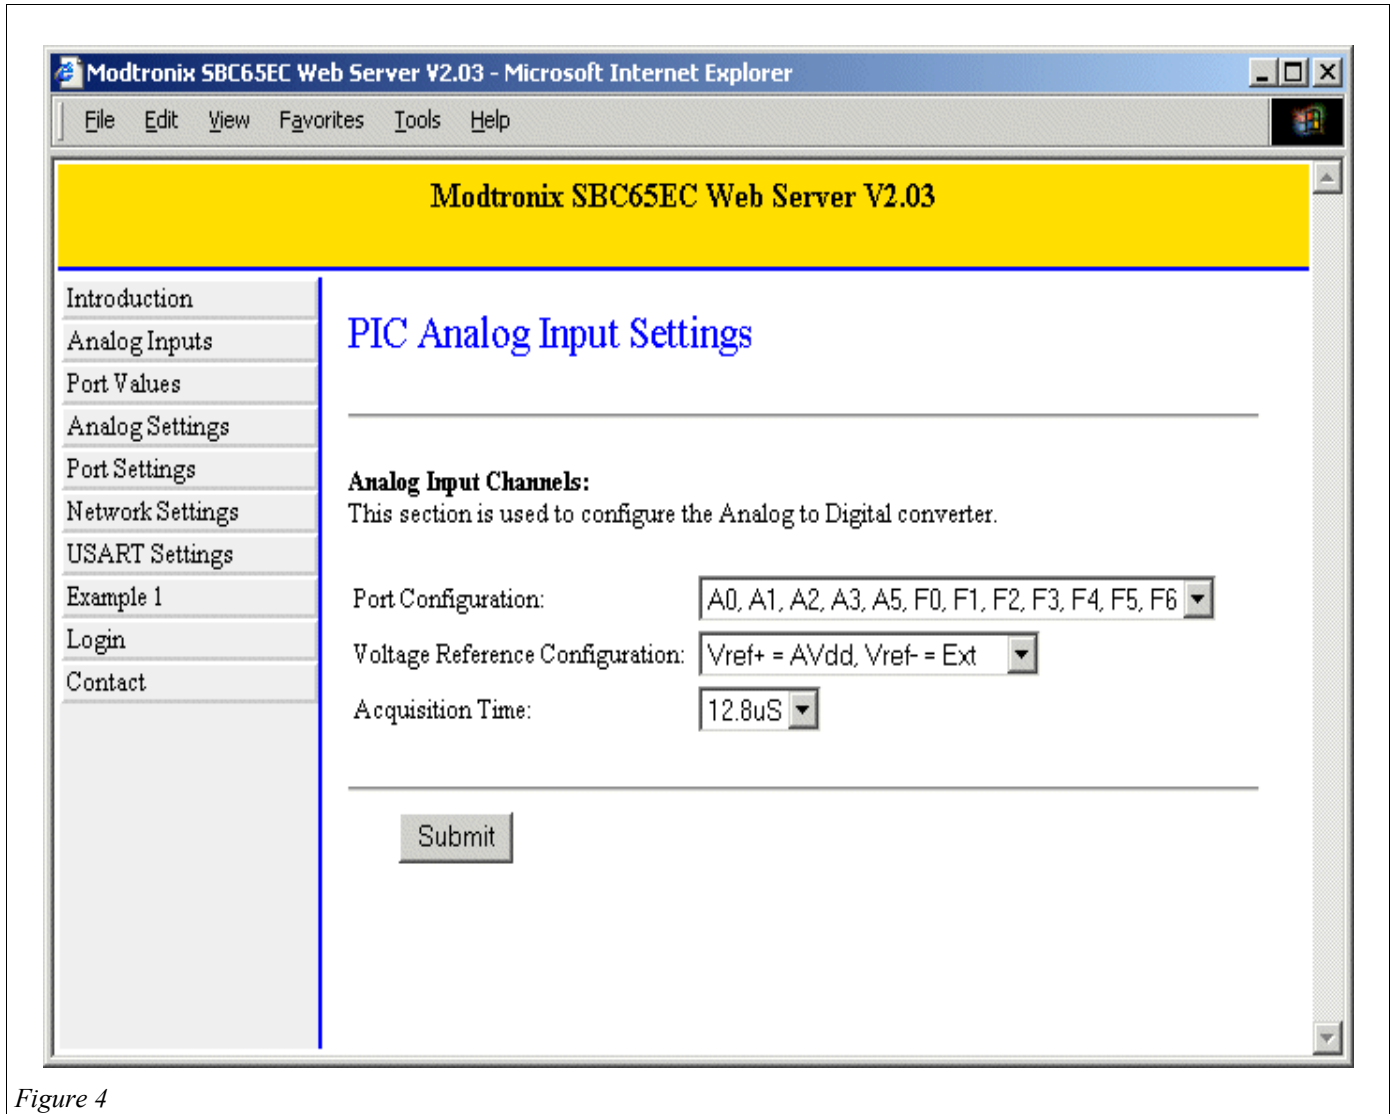 Modtronix SBC65EC Web Server V2.03 - Microsoft Internet Explorer
File Edit View Favorites Tools Help
Modtronix SBC65EC Web Server V2.03
Introduction
Analog Inputs
Port Values
Analog Settings
Port Settings
Network Settings
USART Settings
Example 1
Login
Contact
PIC Analog Input Settings
Analog Input Channels:
This section is used to configure the Analog to Digital converter.
Port Configuration: A0, A1, A2, A3, A5, F0, F1, F2, F3, F4, F5, F6
Voltage Reference Configuration: Vref+ = AVdd, Vref- = Ext
Acquisition Time: 12.8uS
Submit
Figure 4